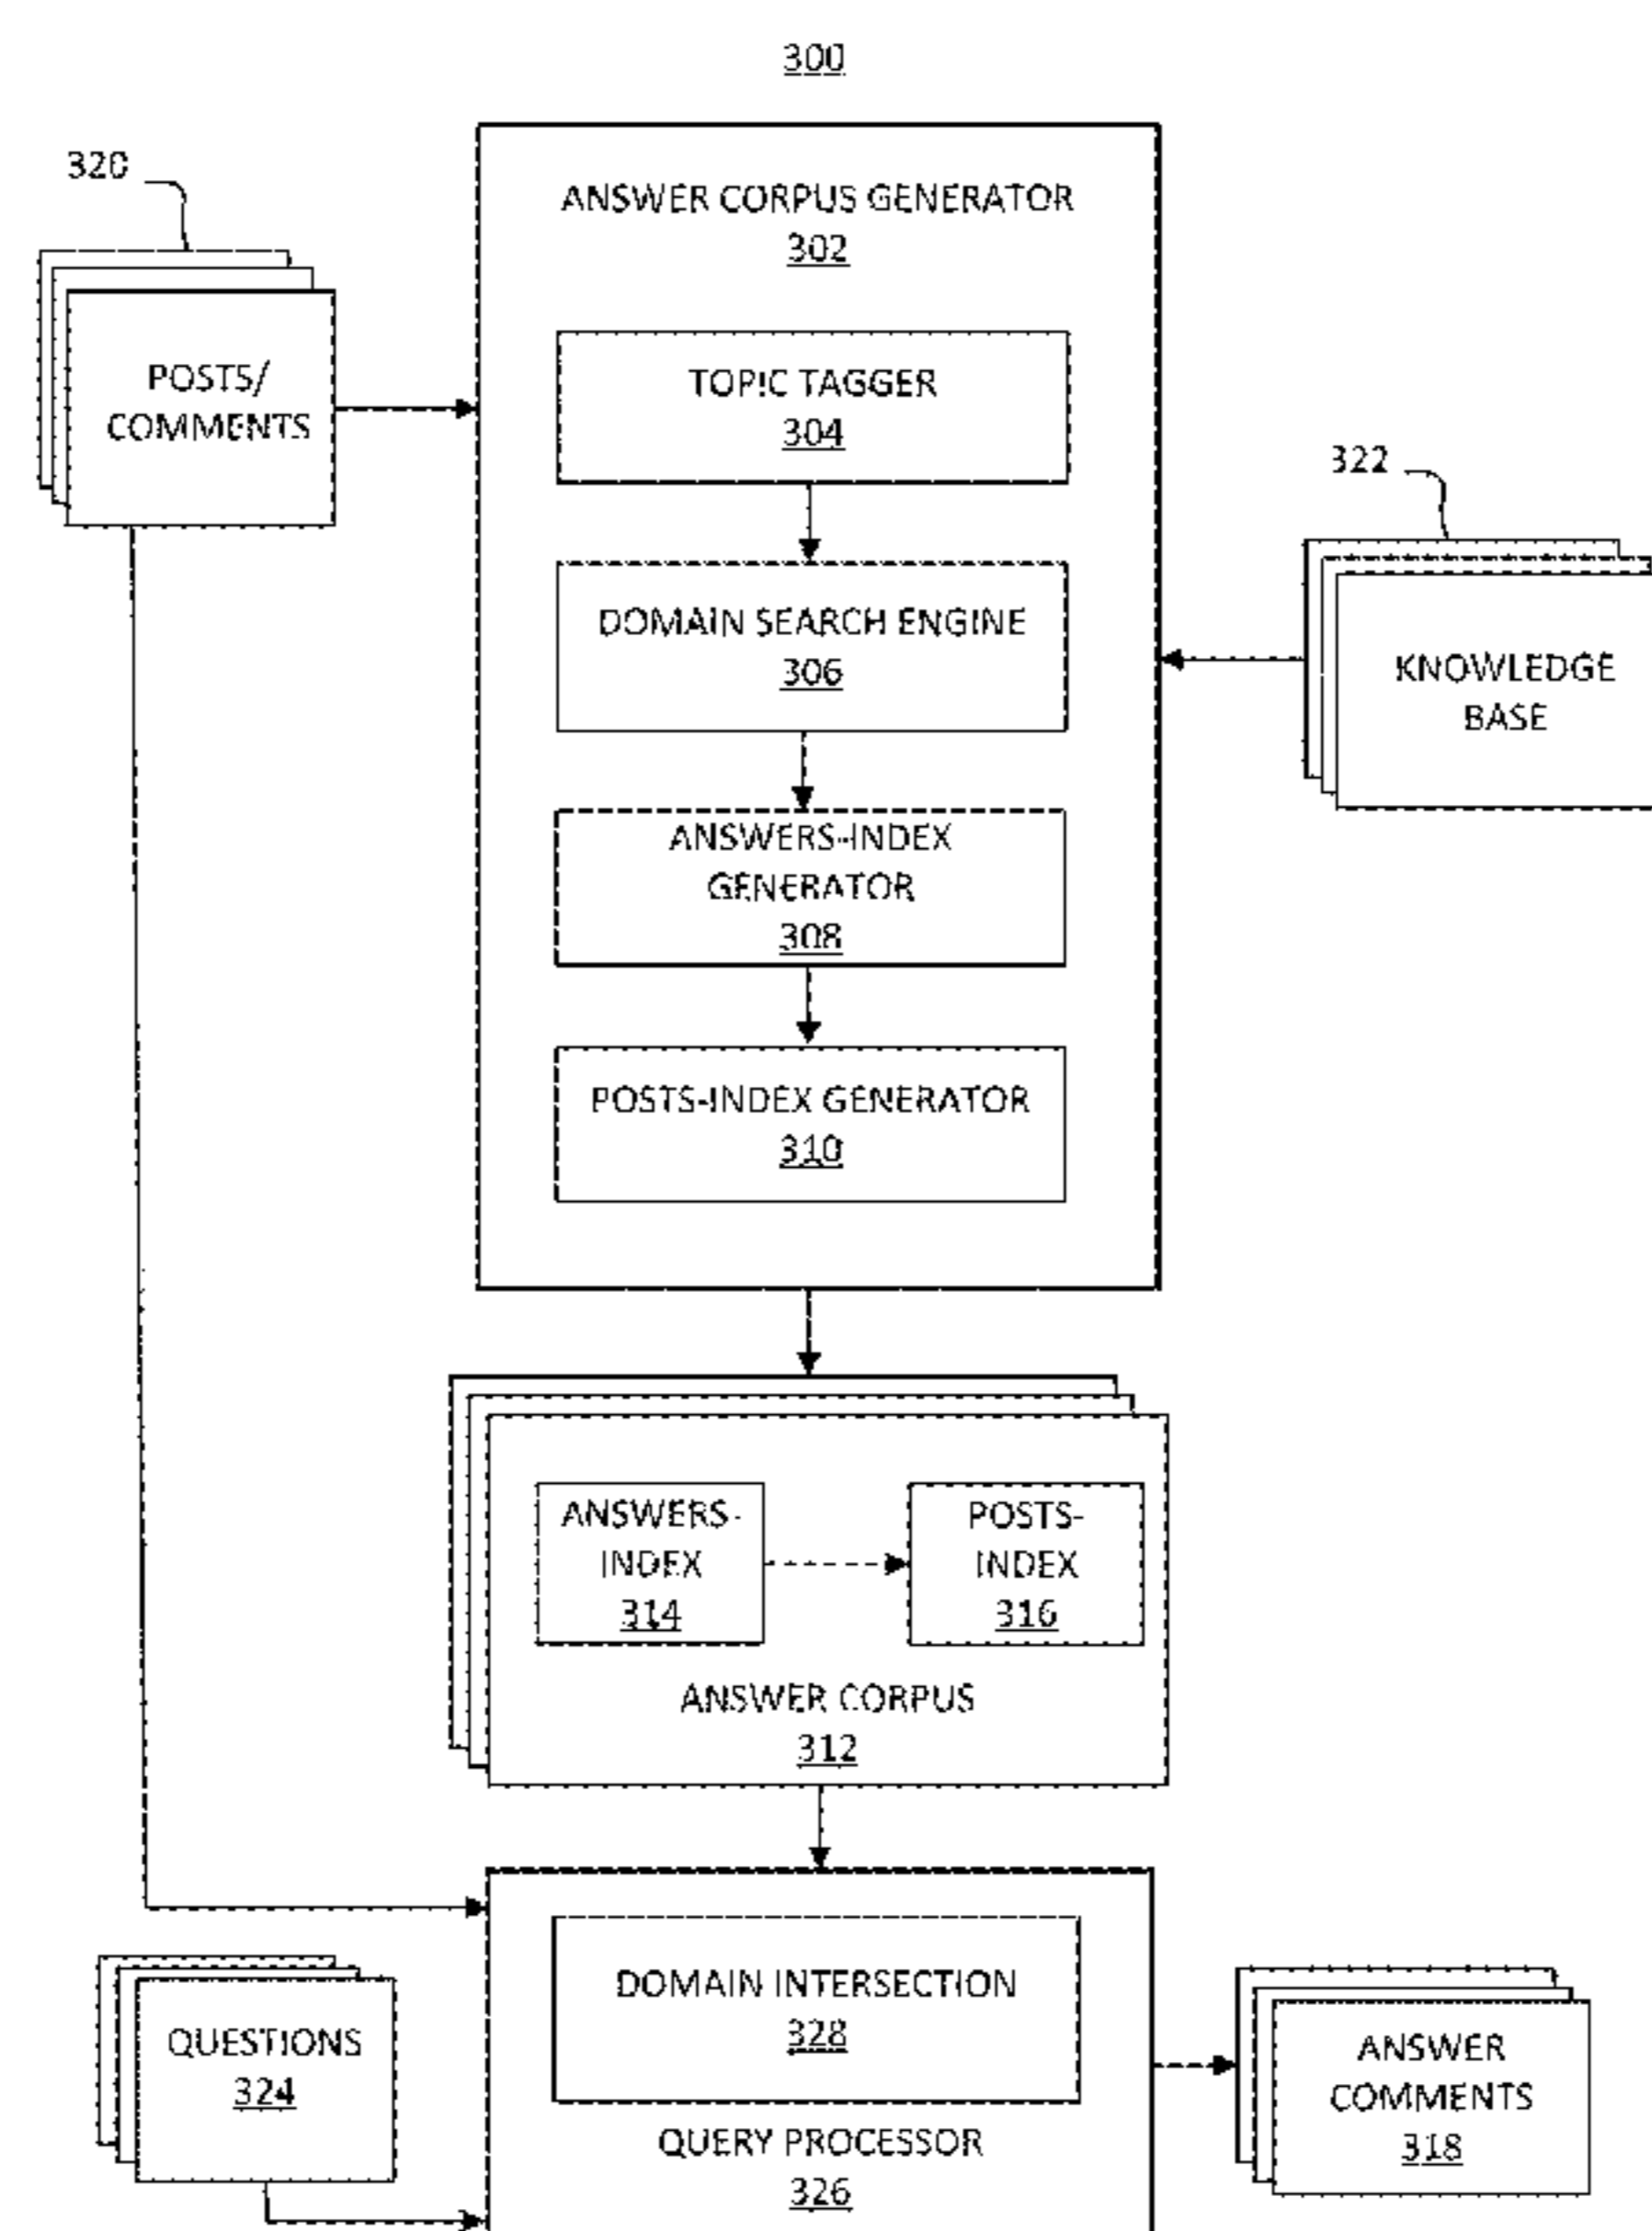 300
320
ANSWER CORPUS GENERATOR
302
POSTS/
COMMENTS
TOPIC TAGGER
304
322
DOMAIN SEARCH ENGINE
306
KNOWLEDGE
BASE
ANSWERS-INDEX
GENERATOR
308
POSTS-INDEX GENERATOR
310
ANSWERS-
INDEX
314
POSTS-
INDEX
316
ANSWER CORPUS
312
DOMAIN INTERSECTION
328
QUESTIONS
324
QUERY PROCESSOR
326
ANSWER
COMMENTS
318